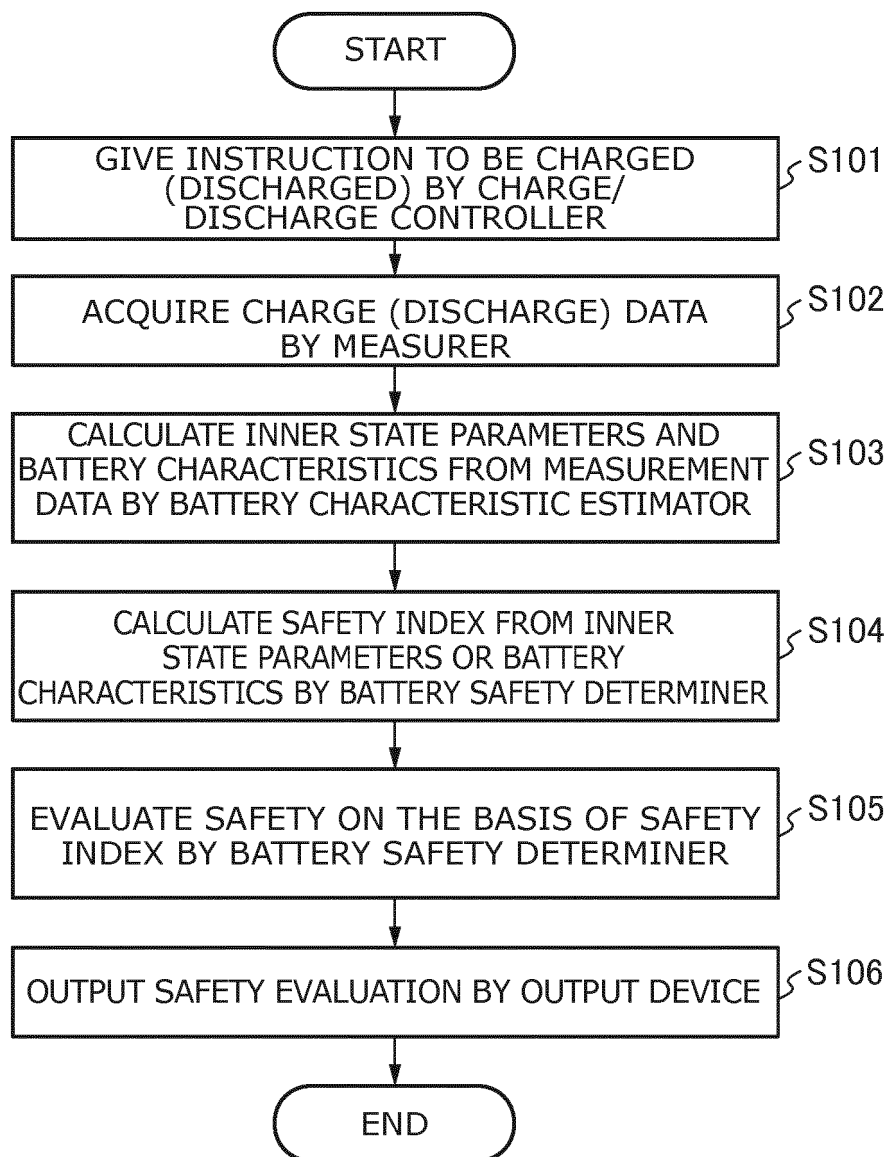 START
GIVE INSTRUCTION TO BE CHARGED
(DISCHARGED) BY CHARGE/
DISCHARGE CONTROLLER
S101
ACQUIRE CHARGE (DISCHARGE) DATA
BY MEASURER
S102
CALCULATE INNER STATE PARAMETERS AND
BATTERY CHARACTERISTICS FROM MEASUREMENT
DATA BY BATTERY CHARACTERISTIC ESTIMATOR
S103
CALCULATE SAFETY INDEX FROM INNER
STATE PARAMETERS OR BATTERY
CHARACTERISTICS BY BATTERY SAFETY DETERMINER
S104
EVALUATE SAFETY ON THE BASIS OF SAFETY
INDEX BY BATTERY SAFETY DETERMINER
S105
OUTPUT SAFETY EVALUATION BY OUTPUT DEVICE
S106
END